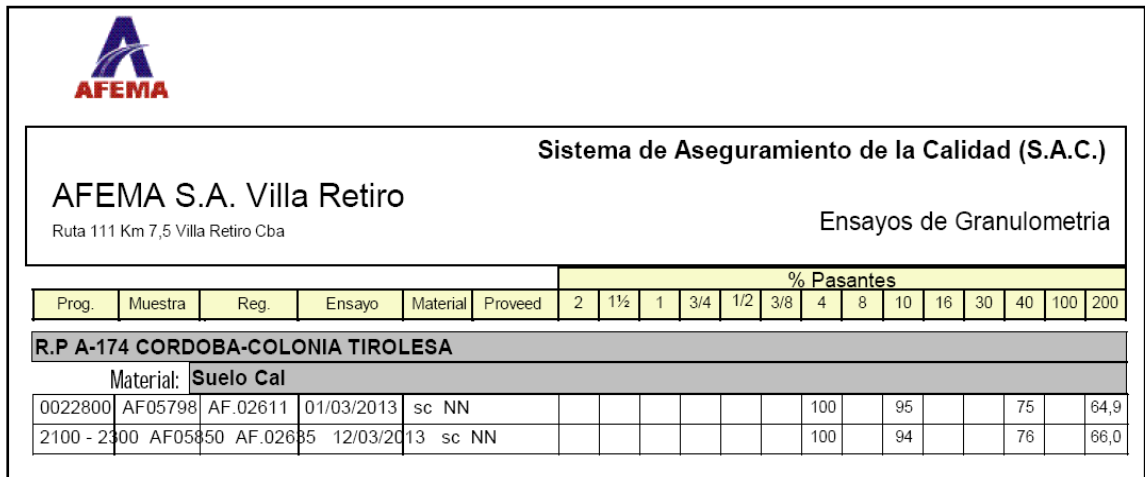 AFEMA
Sistema de Aseguramiento de la Calidad (S.A.C.)
AFEMA S.A. Villa Retiro
Ruta 111 Km 7,5 Villa Retiro Cba
Ensayos de Granulometria
% Pasantes
Prog. Muestra Reg. Ensayo Material Proveed 2 1½ 1 3/4 1/2 3/8 4 8 10 16 30 40 100 200
R.P A-174 CORDOBA-COLONIA TIROLESA
Material: Suelo Cal
0022800 AF05798 AF.02611 01/03/2013 sc NN 100 95 75 64,9
2100 - 2300 AF05850 AF.02635 12/03/2013 sc NN 100 94 76 66,0